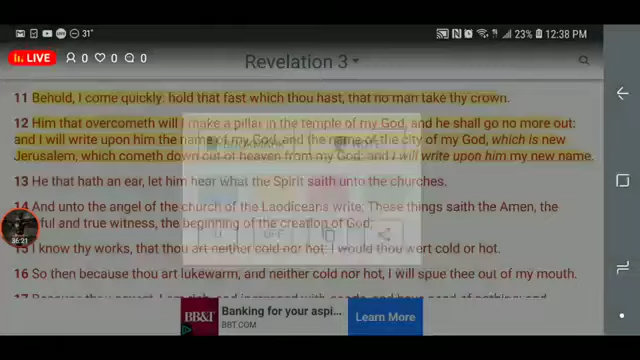 31°
23% 12:38 PM
LIVE 0 0 0
Revelation 3
11 Behold, I come quickly: hold that fast which thou hast, that no man take thy crown.
12 Him that overcometh will I make a pillar in the temple of my God, and he shall go no more out:
and I will write upon him the name of my God, and the name of the city of my God, which is new
Jerusalem, which cometh down out of heaven from my God: and I will write upon him my new name.
13 He that hath an ear, let him hear what the Spirit saith unto the churches.
14 And unto the angel of the church of the Laodiceans write; These things saith the Amen, the
ful and true witness, the beginning of the creation of God;
36:21
15 I know thy works, that thou art neither cold nor hot: I would thou wert cold or hot.
16 So then because thou art lukewarm, and neither cold nor hot, I will spue thee out of my mouth.
BB&T
Banking for your aspi...
BBT.COM
Learn More